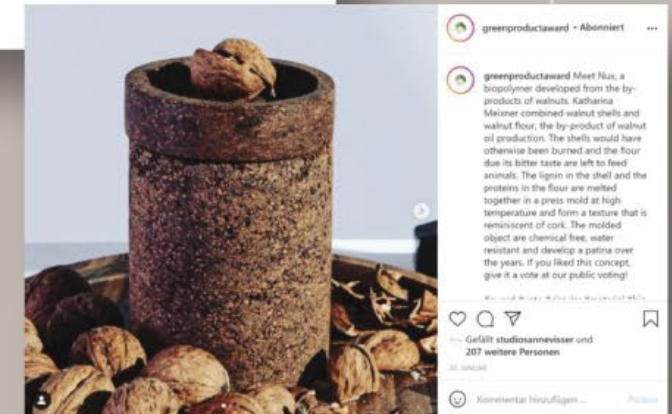 greenproductaward • Abonniert
greenproductaward Meet Nux, a
biopolymer developed from the by-
products of walnuts. Katharina
Meixner combined walnut shells and
walnut flour, the by-product of walnut
oil production. The shells would have
otherwise been burned and the flour
due its bitter taste are left to feed
animals. The lignin in the shell and the
proteins in the flour are melted
together in a press mold at high
temperature and form a texture that is
reminiscent of cork. The molded
object are chemical free, water
resistant and develop a patina over
the years. If you liked this concept,
give it a vote at our public voting!
Gefällt studiosannevisser und
207 weitere Personen
JANUAR
Kommentar hinzufügen ...
Posten